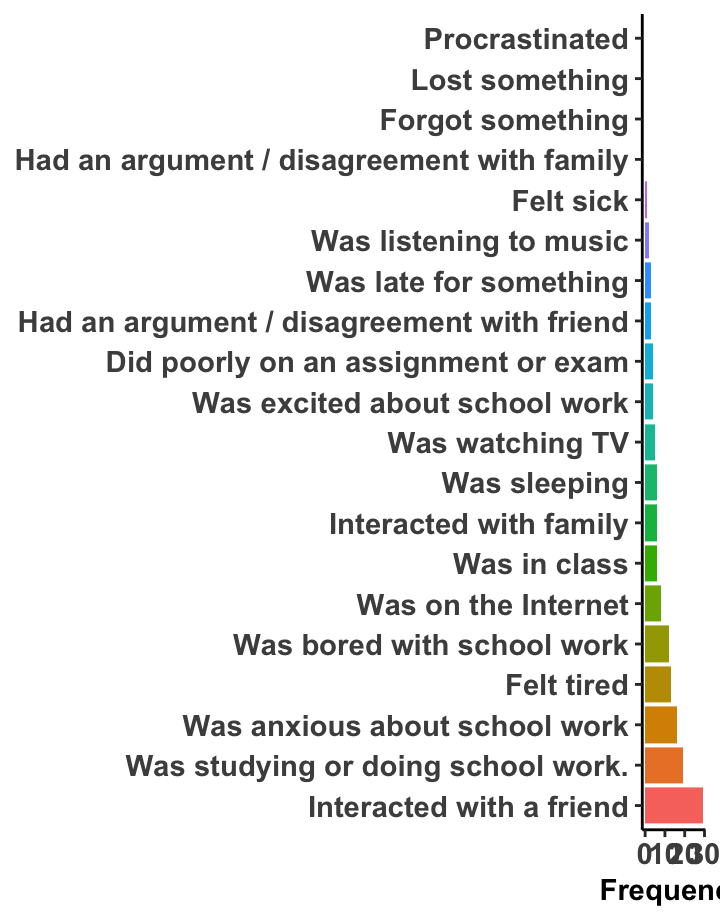 Procrastinated
Lost something
Forgot something
Had an argument / disagreement with family
Felt sick
Was listening to music
Was late for something
Had an argument / disagreement with friend
Did poorly on an assignment or exam
Was excited about school work
Was watching TV
Was sleeping
Interacted with family
Was in class
Was on the Internet
Was bored with school work
Felt tired
Was anxious about school work
Was studying or doing school work.
Interacted with a friend
0 10 20 30
Frequenc